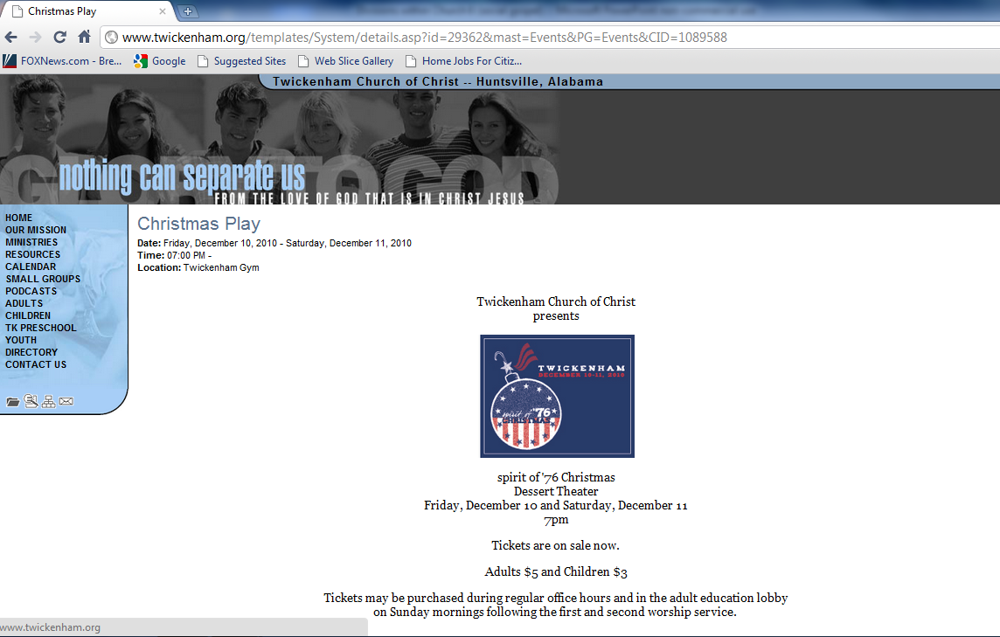 Christmas Play
www.twickenham.org/templates/System/details.asp?id=29362&mast=Events&PG=Events&CID=1089588
FOXNews.com - Bre...
Google
Suggested Sites
Web Slice Gallery
Home Jobs For Citiz...
Twickenham Church of Christ -- Huntsville, Alabama
nothing can separate us
FROM THE LOVE OF GOD THAT IS IN CHRIST JESUS
HOME
OUR MISSION
MINISTRIES
RESOURCES
CALENDAR
SMALL GROUPS
PODCASTS
ADULTS
CHILDREN
TK PRESCHOOL
YOUTH
DIRECTORY
CONTACT US
Christmas Play
Date: Friday, December 10, 2010 - Saturday, December 11, 2010
Time: 07:00 PM -
Location: Twickenham Gym
Twickenham Church of Christ
presents
TWICKENHAM
DECEMBER 10-11, 2010
spirit of '76
CHRISTMAS
spirit of '76 Christmas
Dessert Theater
Friday, December 10 and Saturday, December 11
7pm
Tickets are on sale now.
Adults $5 and Children $3
Tickets may be purchased during regular office hours and in the adult education lobby
on Sunday mornings following the first and second worship service.
www.twickenham.org